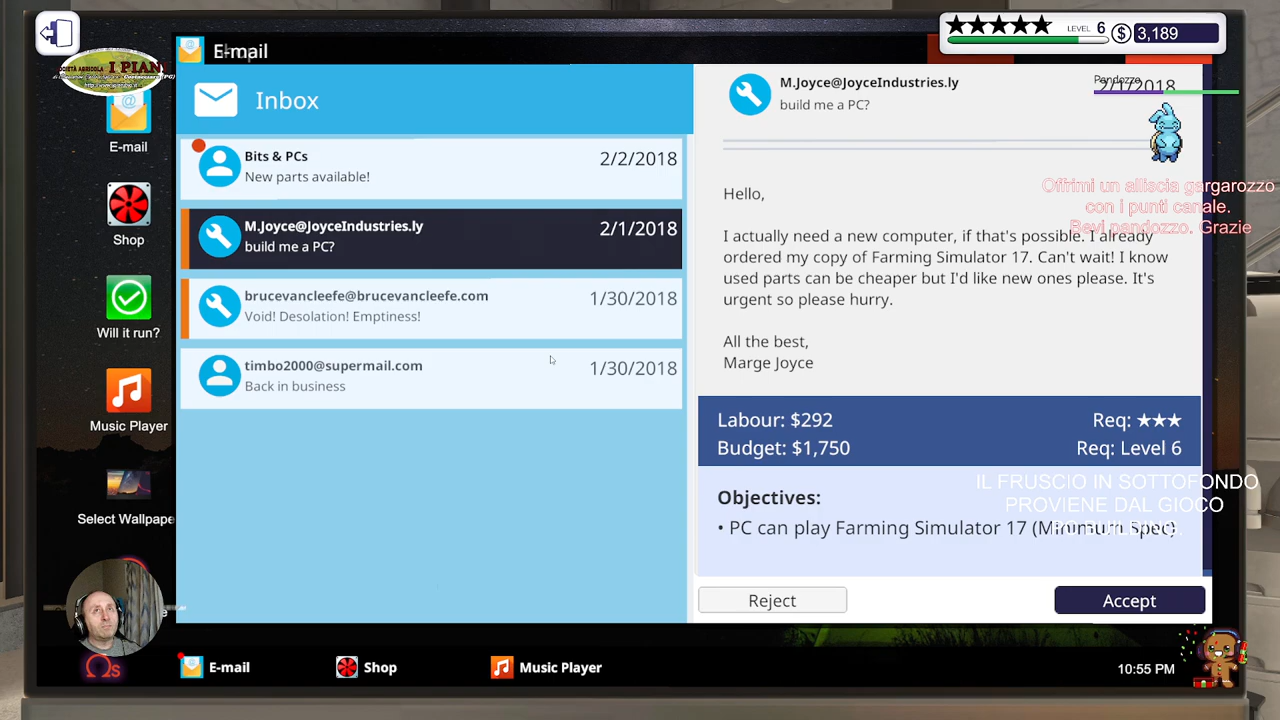 E-mail
LEVEL 6 $ 3,189
SOCIETÀ AGRICOLA I PIANI
E-mail
Shop
Will it run?
Music Player
Select Wallpape
Inbox
Bits & PCs
2/2/2018
New parts available!
M.Joyce@JoyceIndustries.ly
2/1/2018
build me a PC?
brucevancleefe@brucevancleefe.com
1/30/2018
Void! Desolation! Emptiness!
timbo2000@supermail.com
1/30/2018
Back in business
M.Joyce@JoyceIndustries.ly
2/1/2018
build me a PC?
Pandozzo
Offrimi un alliscia gargarozzo
con i punti canale.
Bevi pandozzo. Grazie
Hello,
I actually need a new computer, if that's possible. I already
ordered my copy of Farming Simulator 17. Can't wait! I know
used parts can be cheaper but I'd like new ones please. It's
urgent so please hurry.
All the best,
Marge Joyce
Labour: $292
Req: ★★★
Budget: $1,750
Req: Level 6
IL FRUSCIO IN SOTTOFONDO
PROVIENE DAL GIOCO
PC BUILDING.
Objectives:
• PC can play Farming Simulator 17 (Minimum Spec)
Reject
Accept
E-mail
Shop
Music Player
10:55 PM